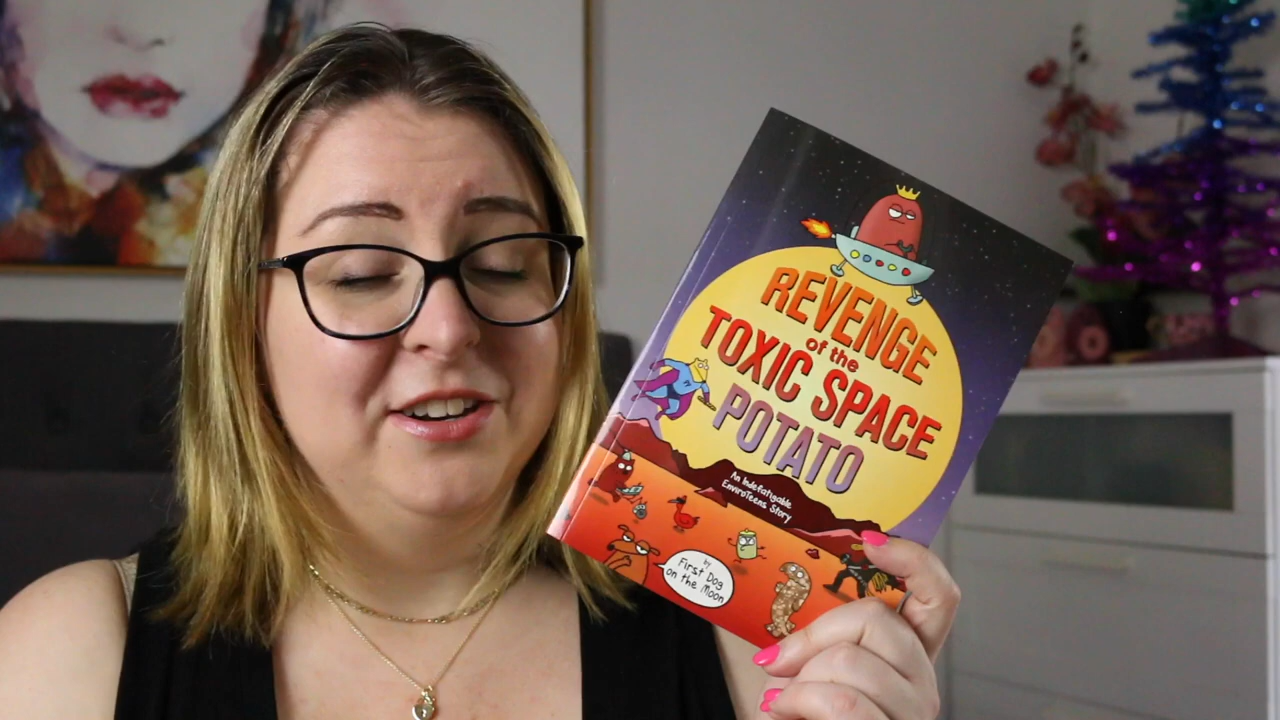 REVENGE
of the
TOXIC SPACE
POTATO
An Indefatigable
EnviroTeens Story
by
First Dog
on the Moon